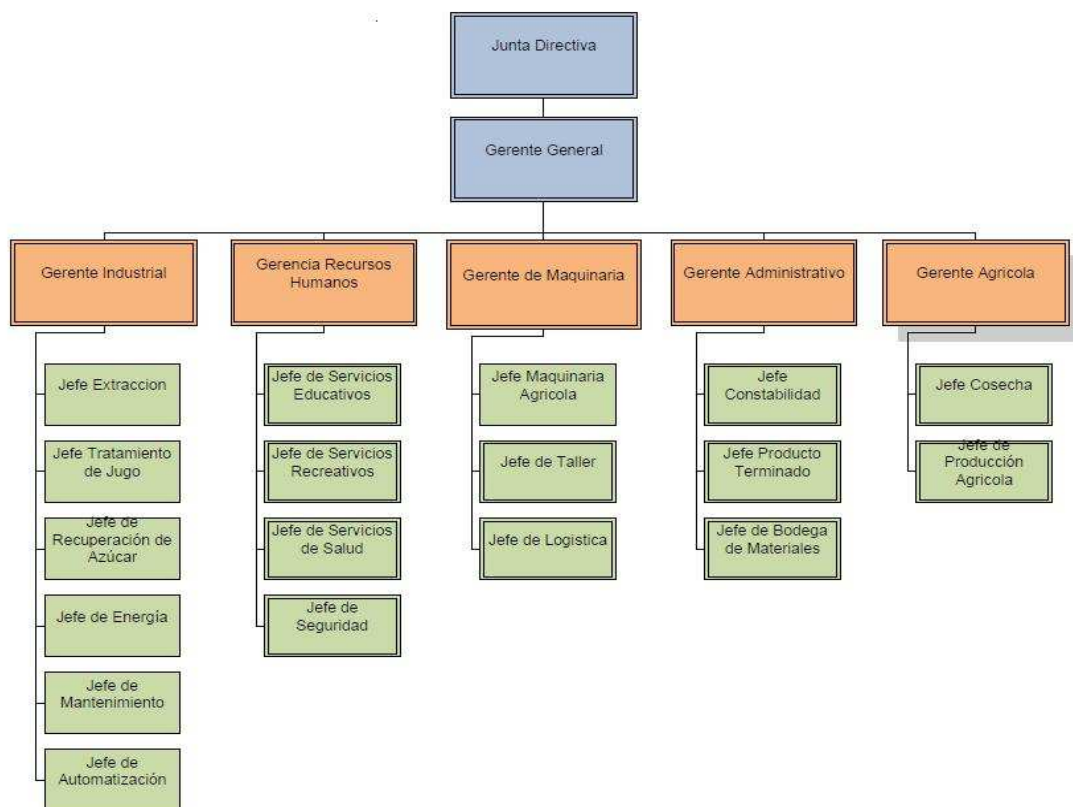 Junta Directiva
Gerente General
Gerente Industrial
Gerencia Recursos
Humanos
Gerente de Maquinaria
Gerente Administrativo
Gerente Agricola
Jefe Extraccion
Jefe Tratamiento
de Jugo
Jefe de
Recuperación de
Azúcar
Jefe de Energía
Jefe de
Mantenimiento
Jefe de
Automatización
Jefe de Servicios
Educativos
Jefe de Servicios
Recreativos
Jefe de Servicios
de Salud
Jefe de
Seguridad
Jefe Maquinaria
Agricola
Jefe de Taller
Jefe de Logistica
Jefe
Constabilidad
Jefe Producto
Terminado
Jefe de Bodega
de Materiales
Jefe Cosecha
Jefe de
Producción
Agricola